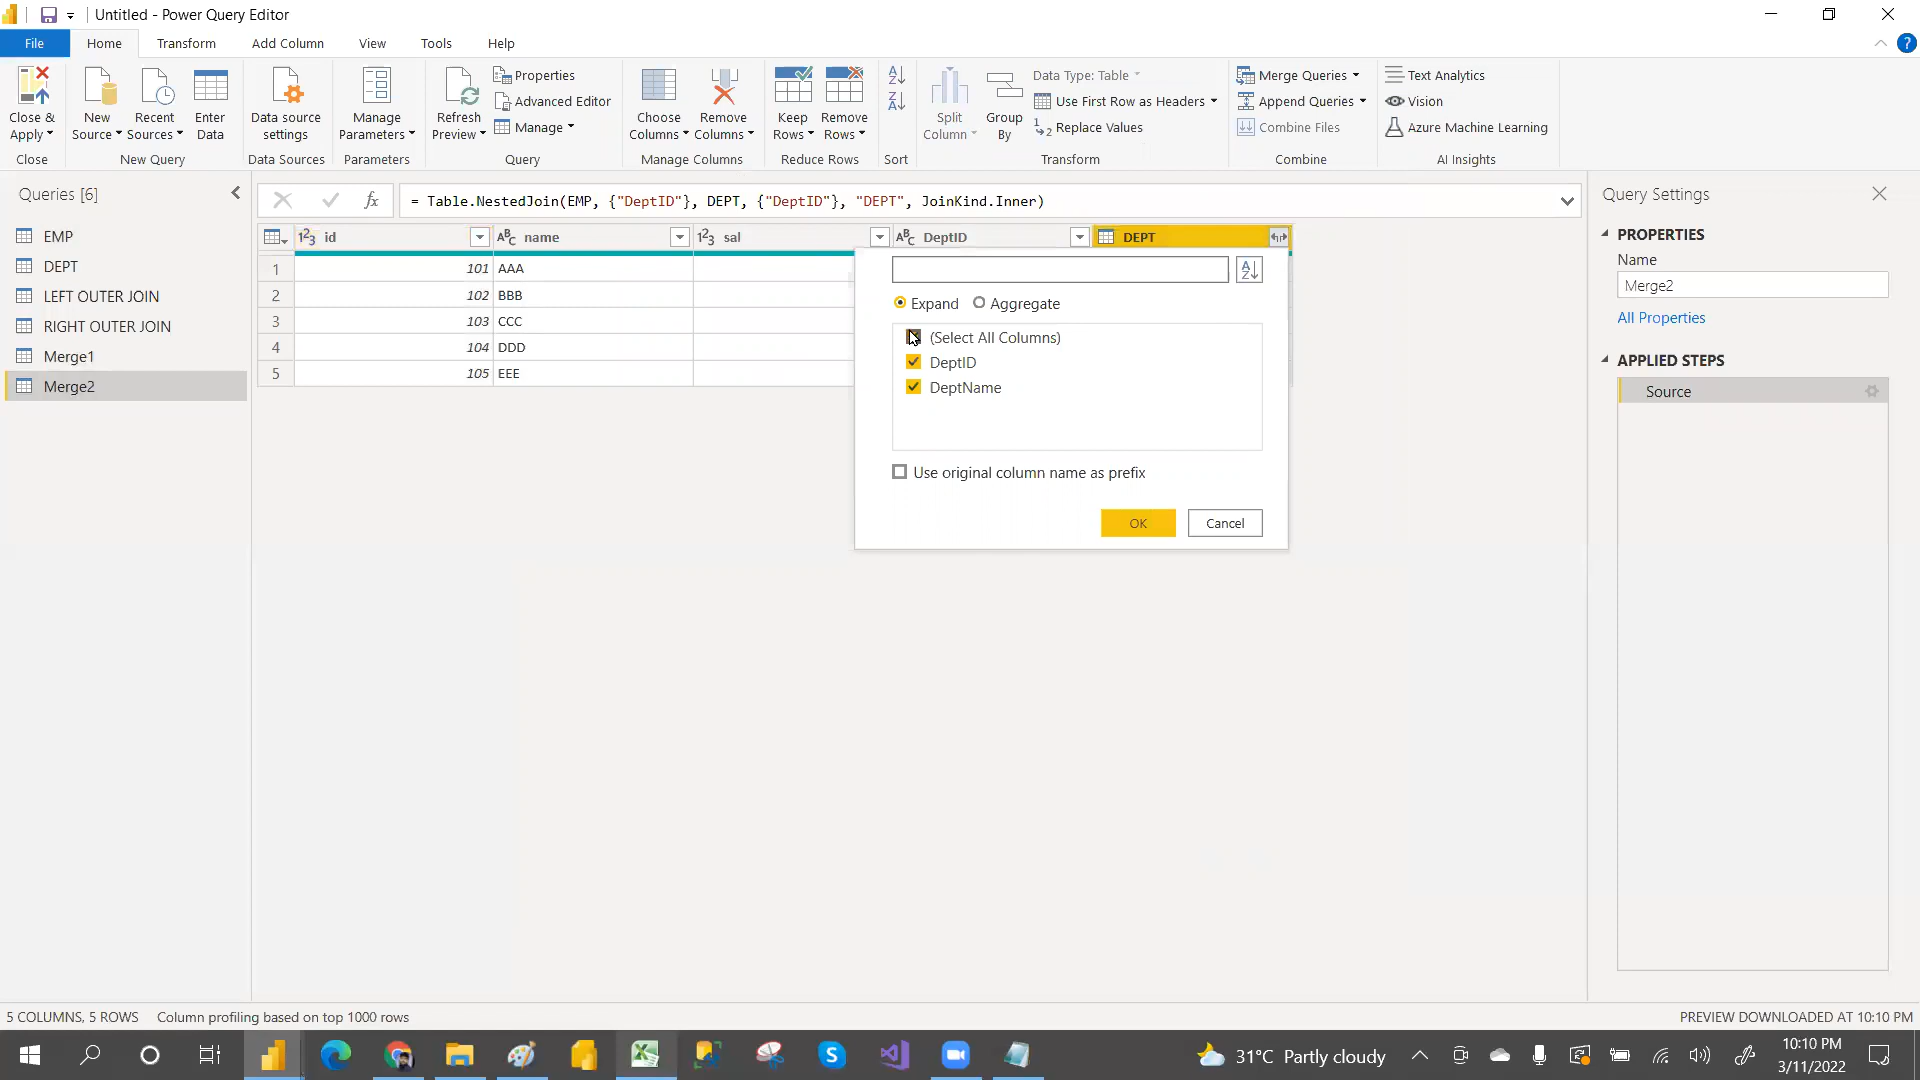 Untitled - Power Query Editor
File Home Transform Add Column View Tools Help
Close & Apply
Close
New Source
Recent Sources
Enter Data
New Query
Data source settings
Data Sources
Manage Parameters
Parameters
Refresh Preview
Properties
Advanced Editor
Manage
Query
Choose Columns
Remove Columns
Manage Columns
Keep Rows
Remove Rows
Reduce Rows
Sort
Split Column
Group By
Data Type: Table
Use First Row as Headers
Replace Values
Transform
Merge Queries
Append Queries
Combine Files
Combine
Text Analytics
Vision
Azure Machine Learning
AI Insights
Queries [6]
EMP
DEPT
LEFT OUTER JOIN
RIGHT OUTER JOIN
Merge1
Merge2
fx = Table.NestedJoin(EMP, {"DeptID"}, DEPT, {"DeptID"}, "DEPT", JoinKind.Inner)
id name sal DeptID DEPT
1 101 AAA
2 102 BBB
3 103 CCC
4 104 DDD
5 105 EEE
Expand Aggregate
(Select All Columns)
DeptID
DeptName
Use original column name as prefix
OK Cancel
Query Settings
PROPERTIES
Name
Merge2
All Properties
APPLIED STEPS
Source
5 COLUMNS, 5 ROWS Column profiling based on top 1000 rows
PREVIEW DOWNLOADED AT 10:10 PM
31°C Partly cloudy
10:10 PM
3/11/2022